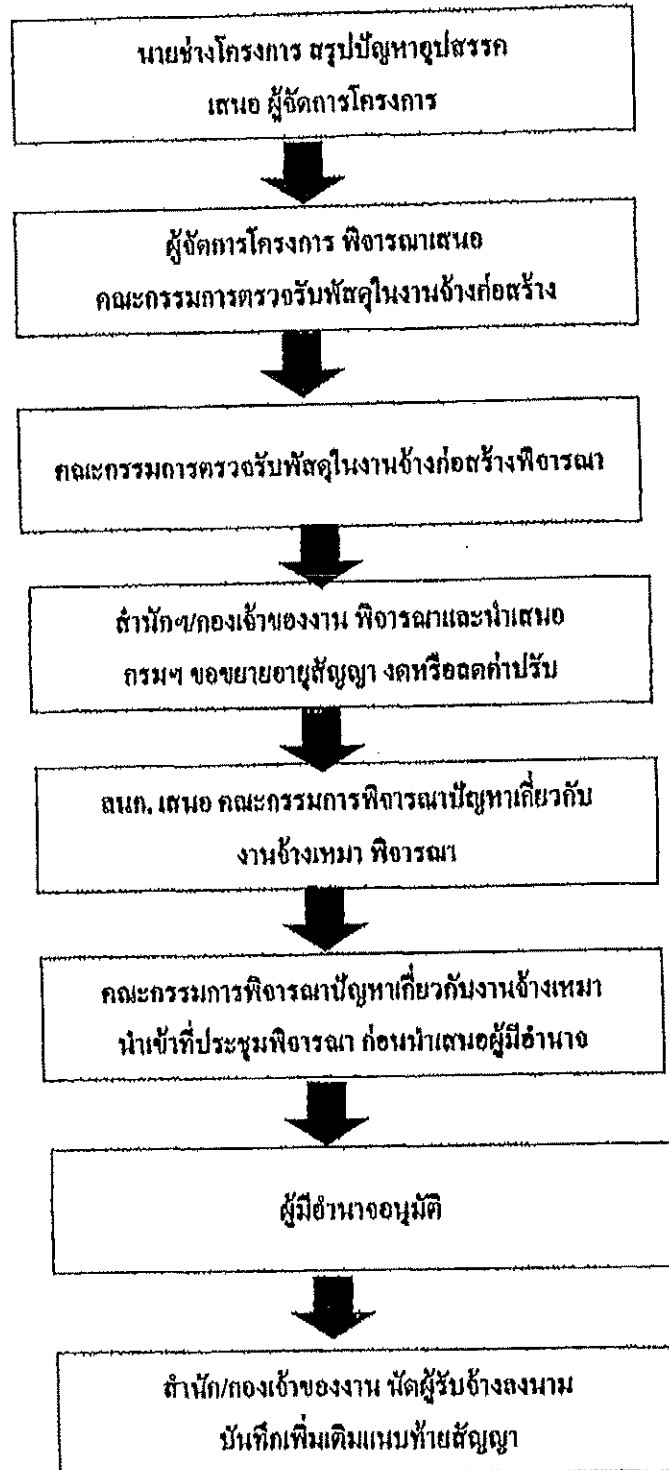 นายช่างโครงการ สรุปปัญหาอุปสรรค
เสนอ ผู้จัดการโครงการ
ผู้จัดการโครงการ พิจารณาเสนอ
คณะกรรมการตรวจรับพัสดุในงานจ้างก่อสร้าง
คณะกรรมการตรวจรับพัสดุในงานจ้างก่อสร้างพิจารณา
สำนักฯ/กองเจ้าของงาน พิจารณาและนำเสนอ
กรมฯ ขอขยายอายุสัญญา งดหรือลดค่าปรับ
สนก. เสนอ คณะกรรมการพิจารณาปัญหาเกี่ยวกับ
งานจ้างเหมา พิจารณา
คณะกรรมการพิจารณาปัญหาเกี่ยวกับงานจ้างเหมา
นำเข้าที่ประชุมพิจารณา ก่อนนำเสนอผู้มีอำนาจ
ผู้มีอำนาจอนุมัติ
สำนัก/กองเจ้าของงาน นัดผู้รับจ้างลงนาม
บันทึกเพิ่มเติมแนบท้ายสัญญา